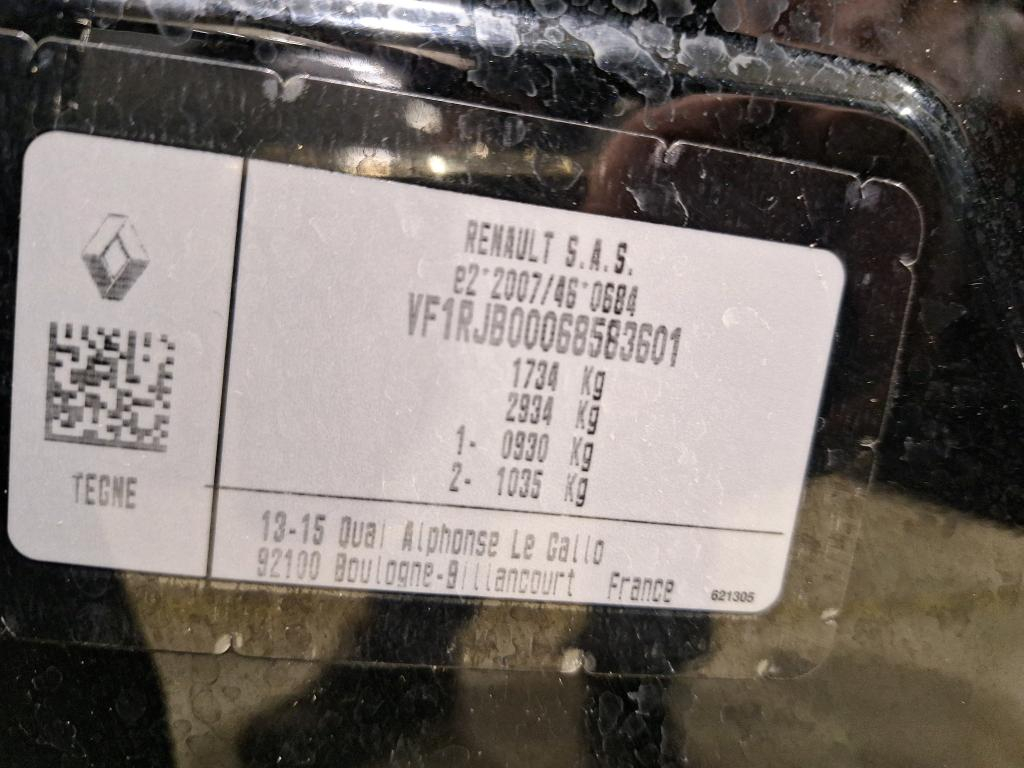 RENAULT S.A.S.
e2*2007/46*0684
VF1RJB00068583601
1734 Kg
2934 Kg
1- 0930 Kg
2- 1035 Kg
TEGNE
13-15 Quai Alphonse Le Gallo
92100 Boulogne-Billancourt France
621305